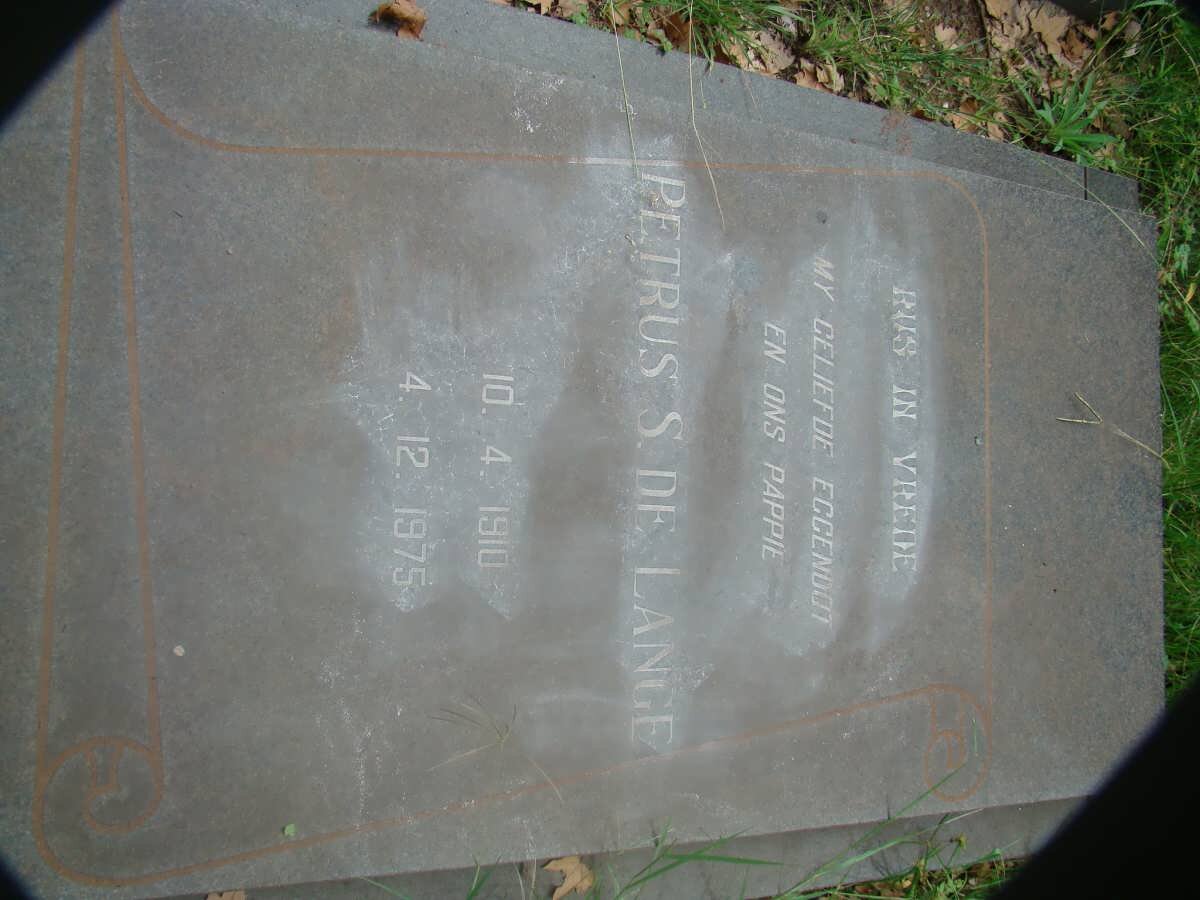 RUS IN VREDE
MY GELIEFDE EGGENOOT
EN ONS PAPPIE
PETRUS S. DE LANGE
10. 4. 1910
4. 12. 1975